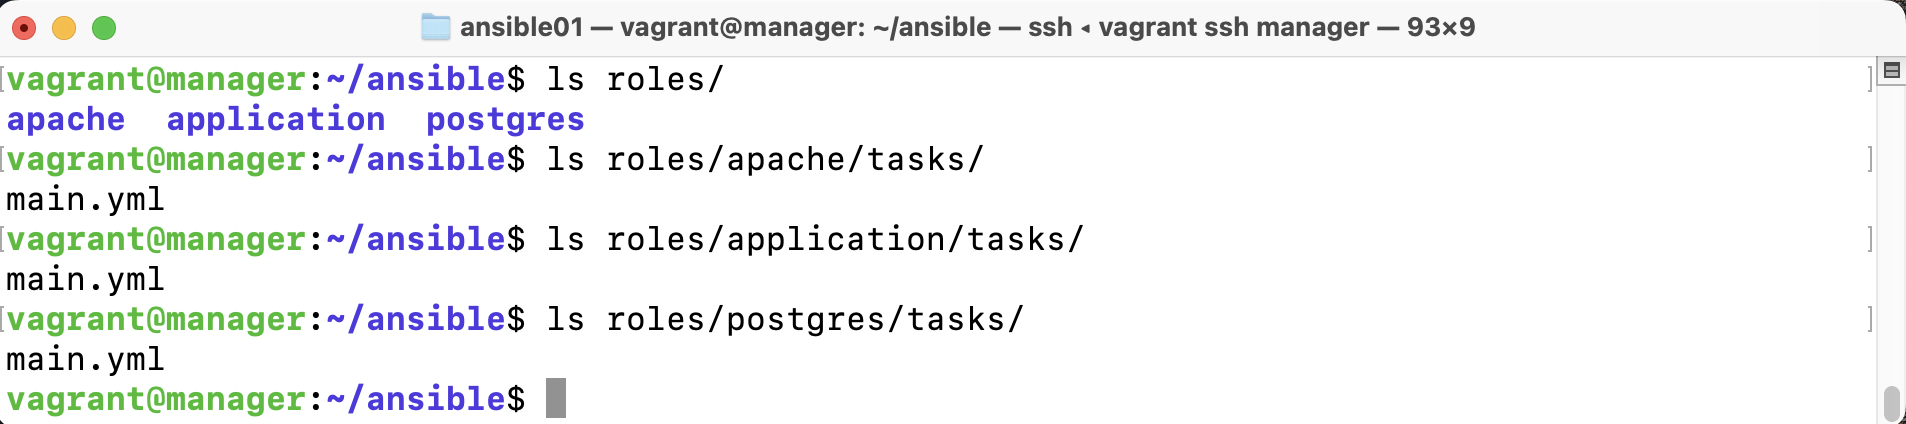 ansible01 — vagrant@manager: ~/ansible — ssh ◂ vagrant ssh manager — 93×9
[vagrant@manager:~/ansible$ ls roles/ ]
apache  application  postgres
[vagrant@manager:~/ansible$ ls roles/apache/tasks/ ]
main.yml
[vagrant@manager:~/ansible$ ls roles/application/tasks/ ]
main.yml
[vagrant@manager:~/ansible$ ls roles/postgres/tasks/ ]
main.yml
vagrant@manager:~/ansible$